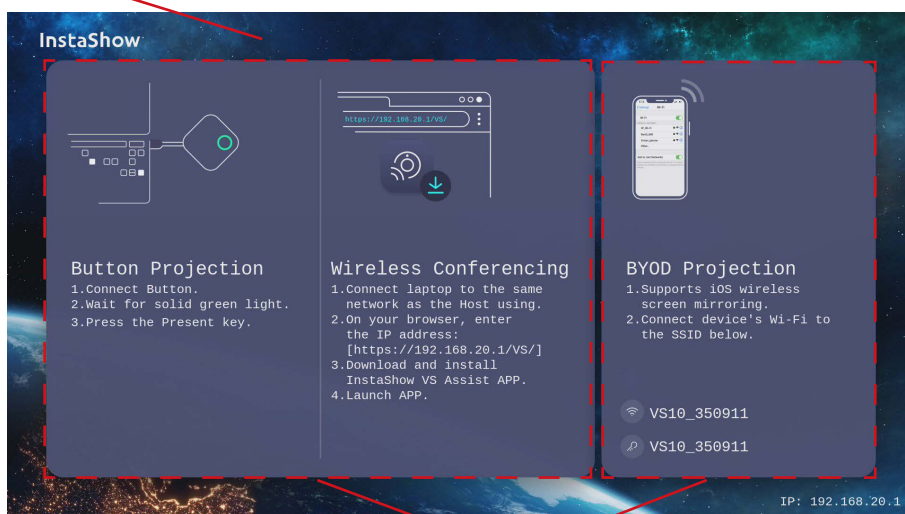 InstaShow
https://192.168.20.1/VS/
Button Projection
1.Connect Button.
2.Wait for solid green light.
3.Press the Present key.
Wireless Conferencing
1.Connect laptop to the same
network as the Host using.
2.On your browser, enter
the IP address:
[https://192.168.20.1/VS/]
3.Download and install
InstaShow VS Assist APP.
4.Launch APP.
BYOD Projection
1.Supports iOS wireless
screen mirroring.
2.Connect device's Wi-Fi to
the SSID below.
VS10_350911
VS10_350911
IP: 192.168.20.1